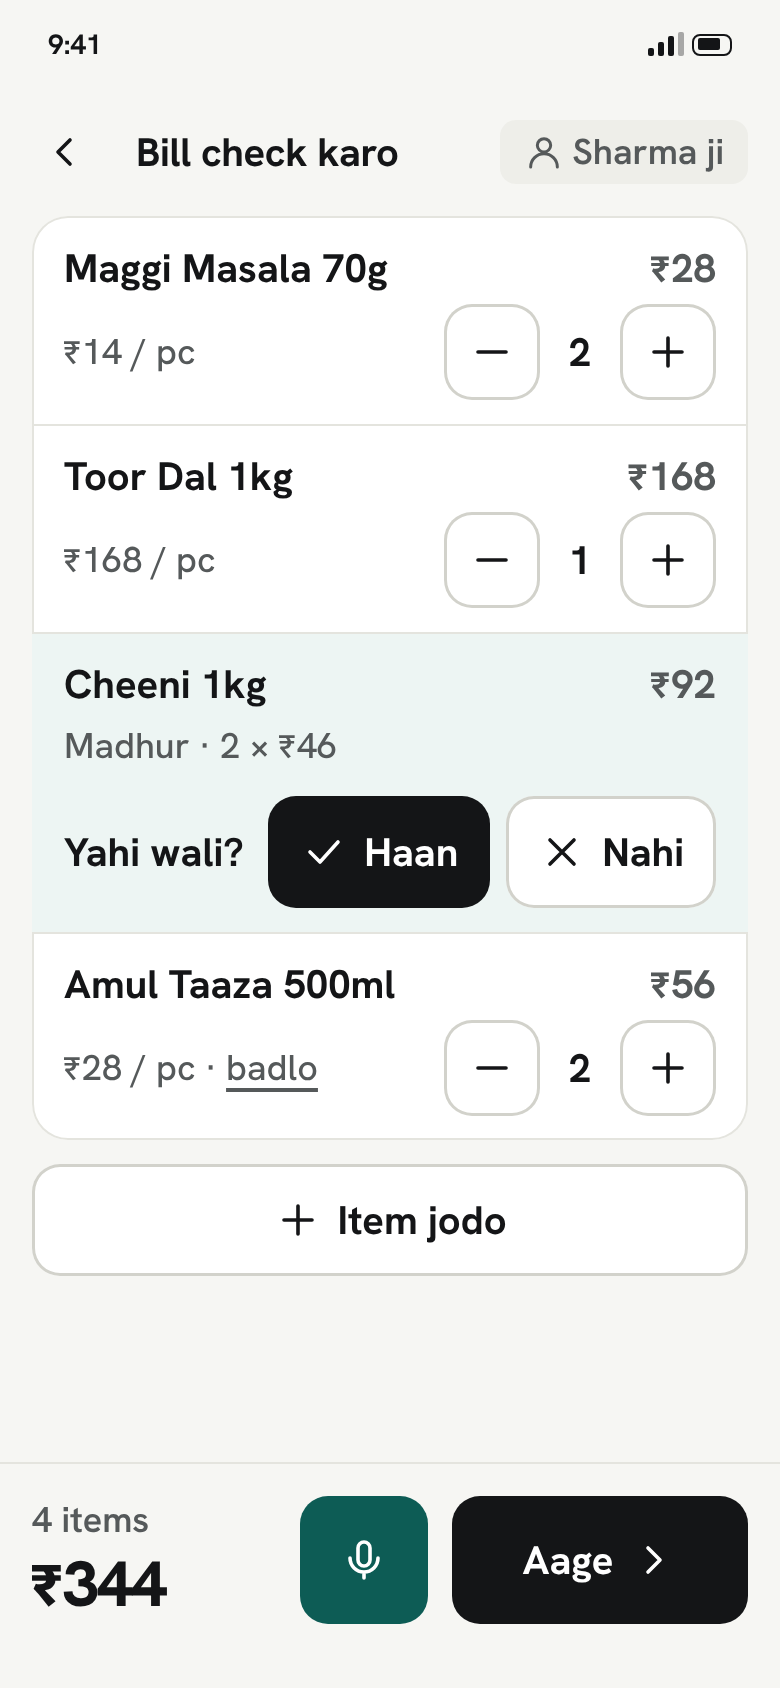 9:41
Bill check karo
Sharma ji
Maggi Masala 70g ₹28
₹14 / pc 2
Toor Dal 1kg ₹168
₹168 / pc 1
Cheeni 1kg ₹92
Madhur · 2 × ₹46
Yahi wali? Haan Nahi
Amul Taaza 500ml ₹56
₹28 / pc · badlo 2
Item jodo
4 items
₹344
Aage